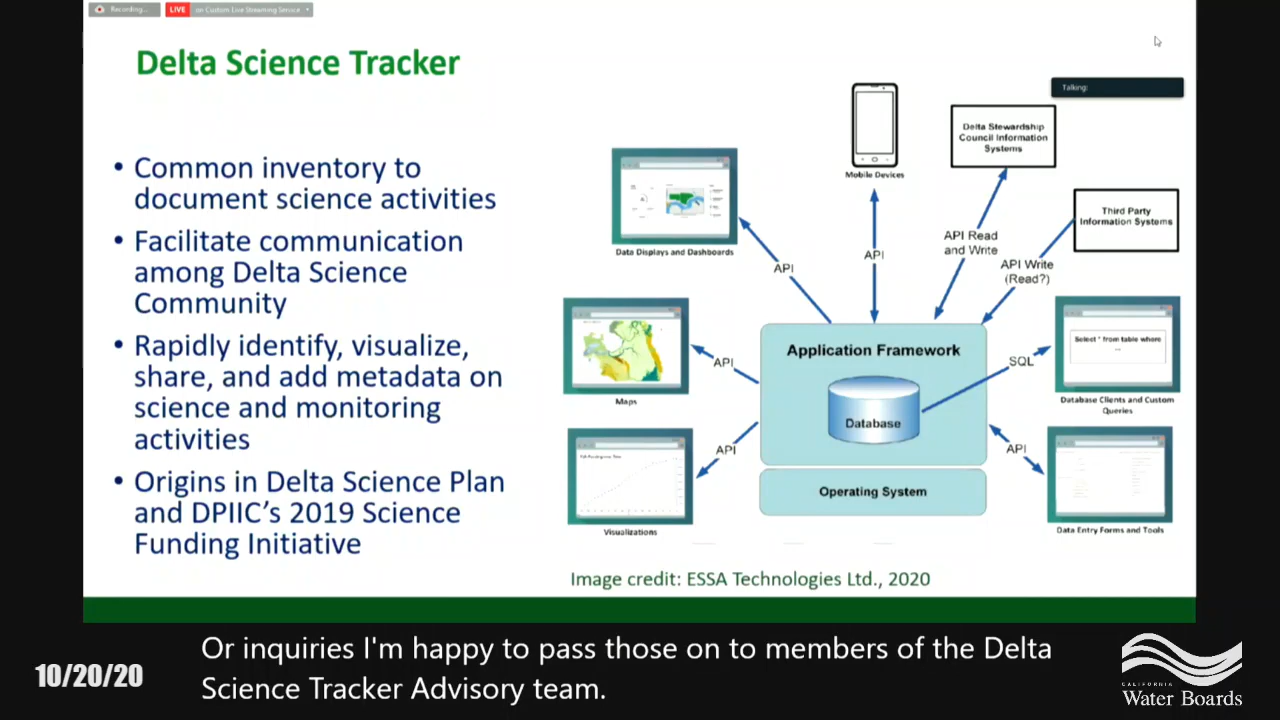 Recording...
LIVE on Custom Live Streaming Service
Delta Science Tracker
Talking:
• Common inventory to
document science activities
• Facilitate communication
among Delta Science
Community
• Rapidly identify, visualize,
share, and add metadata on
science and monitoring
activities
• Origins in Delta Science Plan
and DPIIC's 2019 Science
Funding Initiative
Data Displays and Dashboards
Mobile Devices
Delta Stewardship
Council Information
Systems
Third Party
Information Systems
API
API
API Read
and Write
API Write
(Read?)
Maps
API
Application Framework
Database
SQL
Select * from table where
...
Database Clients and Custom
Queries
Visualizations
API
Operating System
API
Data Entry Forms and Tools
Image credit: ESSA Technologies Ltd., 2020
10/20/20
Or inquiries I'm happy to pass those on to members of the Delta
Science Tracker Advisory team.
CALIFORNIA
Water Boards